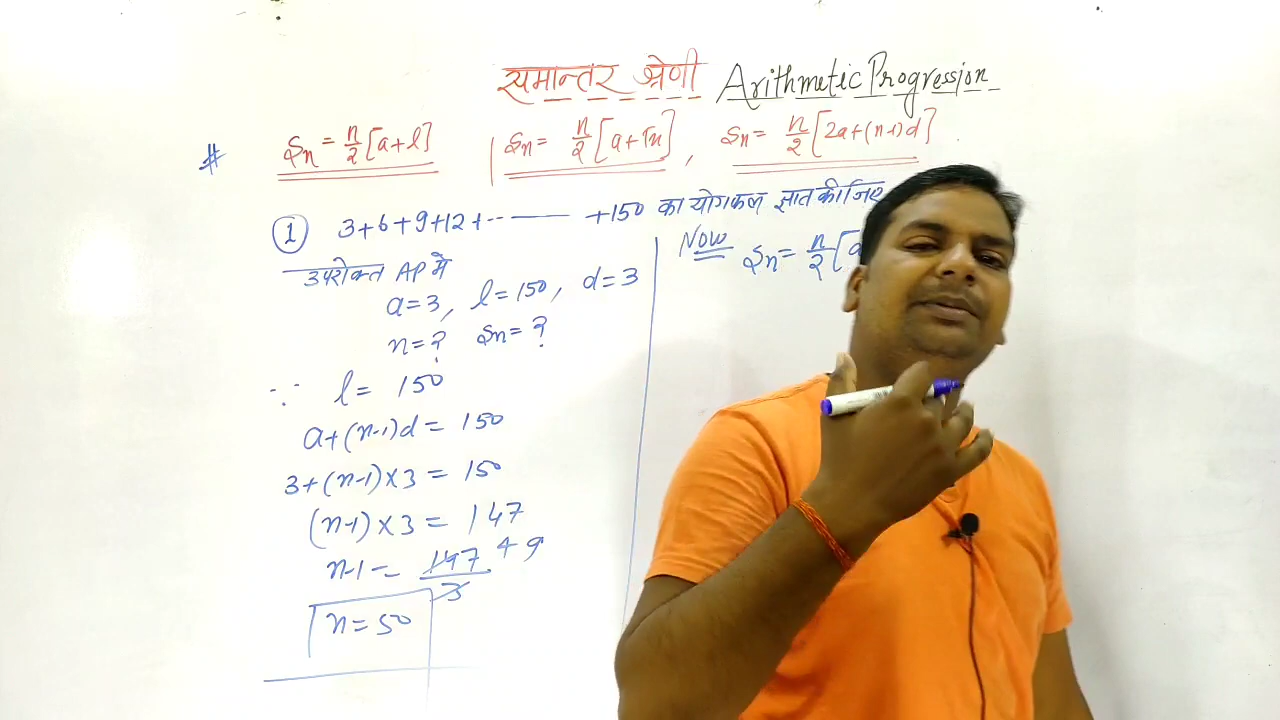 समान्तर श्रेणी Arithmetic Progression
# Sn = n/2 [a+l] | Sn = n/2 [a+Tn] , Sn = n/2 [2a+(n-1)d] .
1 3+6+9+12+ ... —— +150 का योगफल ज्ञात कीजिए
उपरोक्त AP में
a=3, l=150, d=3
n=? Sn=?
∵ l = 150
a+(n-1)d = 150
3+(n-1)×3 = 150
(n-1)×3 = 147
n-1 = 147/3 49
n=50
Now Sn = n/2 [